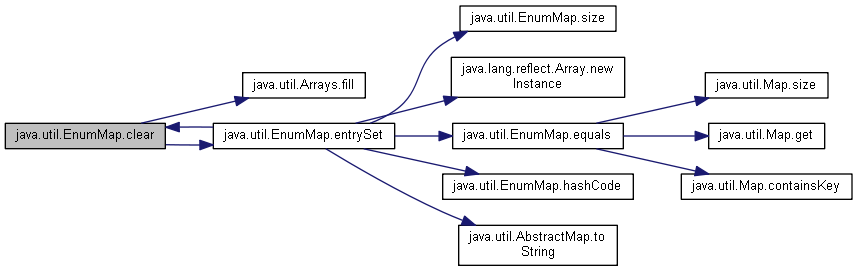 java.util.EnumMap.size
java.lang.reflect.Array.new
Instance
java.util.Arrays.fill
java.util.Map.size
java.util.EnumMap.clear
java.util.EnumMap.entrySet
java.util.EnumMap.equals
java.util.Map.get
java.util.EnumMap.hashCode
java.util.Map.containsKey
java.util.AbstractMap.to
String